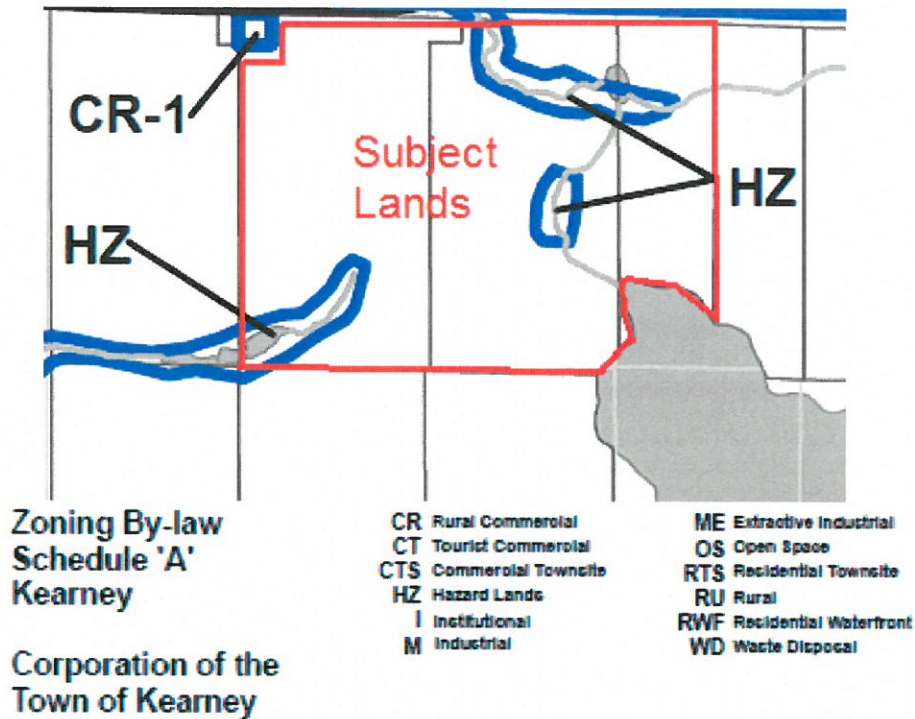 CR-1
Subject
Lands
HZ
HZ
Zoning By-law
Schedule 'A'
Kearney
Corporation of the
Town of Kearney
CR Rural Commercial
CT Tourist Commercial
CTS Commercial Townsite
HZ Hazard Lands
I Institutional
M Industrial
ME Extractive Industrial
OS Open Space
RTS Residential Townsite
RU Rural
RWF Residential Waterfront
WD Waste Disposal